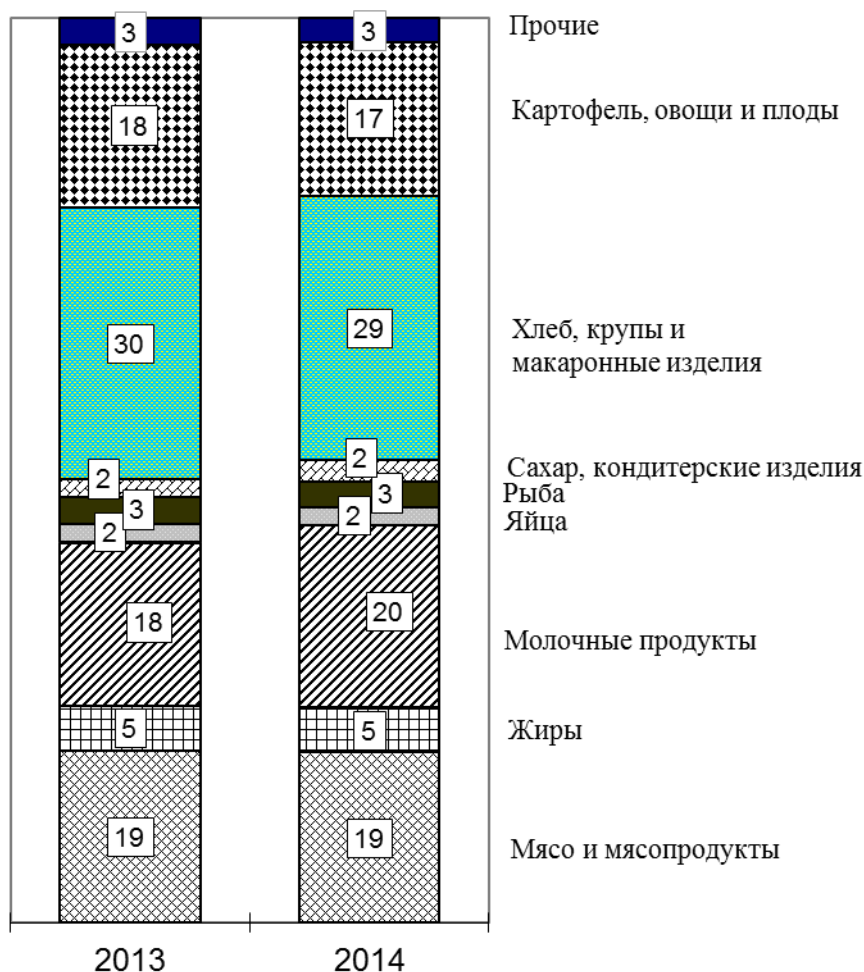 3
3
Прочие
18
17
Картофель, овощи и плоды
30
29
Хлеб, крупы и
макаронные изделия
2
2
Сахар, кондитерские изделия
3
3
Рыба
2
2
Яйца
18
20
Молочные продукты
5
5
Жиры
19
19
Мясо и мясопродукты
2013
2014